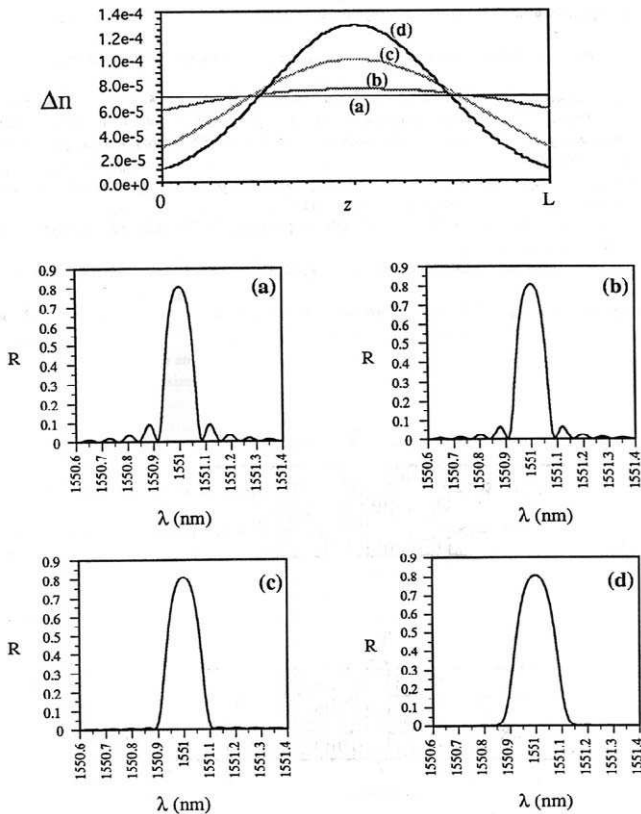 1.4e-4
1.2e-4
1.0e-4
8.0e-5
6.0e-5
4.0e-5
2.0e-5
0.0e+0
Δn
(d)
(c)
(b)
(a)
0
z
L
(a)
0.9
0.8
0.7
0.6
0.5
0.4
0.3
0.2
0.1
0
R
1550.6
1550.7
1550.8
1550.9
1551
1551.1
1551.2
1551.3
1551.4
λ (nm)
(b)
0.9
0.8
0.7
0.6
0.5
0.4
0.3
0.2
0.1
0
R
1550.6
1550.7
1550.8
1550.9
1551
1551.1
1551.2
1551.3
1551.4
λ (nm)
(c)
0.9
0.8
0.7
0.6
0.5
0.4
0.3
0.2
0.1
0
R
1550.6
1550.7
1550.8
1550.9
1551
1551.1
1551.2
1551.3
1551.4
λ (nm)
(d)
0.9
0.8
0.7
0.6
0.5
0.4
0.3
0.2
0.1
0
R
1550.6
1550.7
1550.8
1550.9
1551
1551.1
1551.2
1551.3
1551.4
λ (nm)